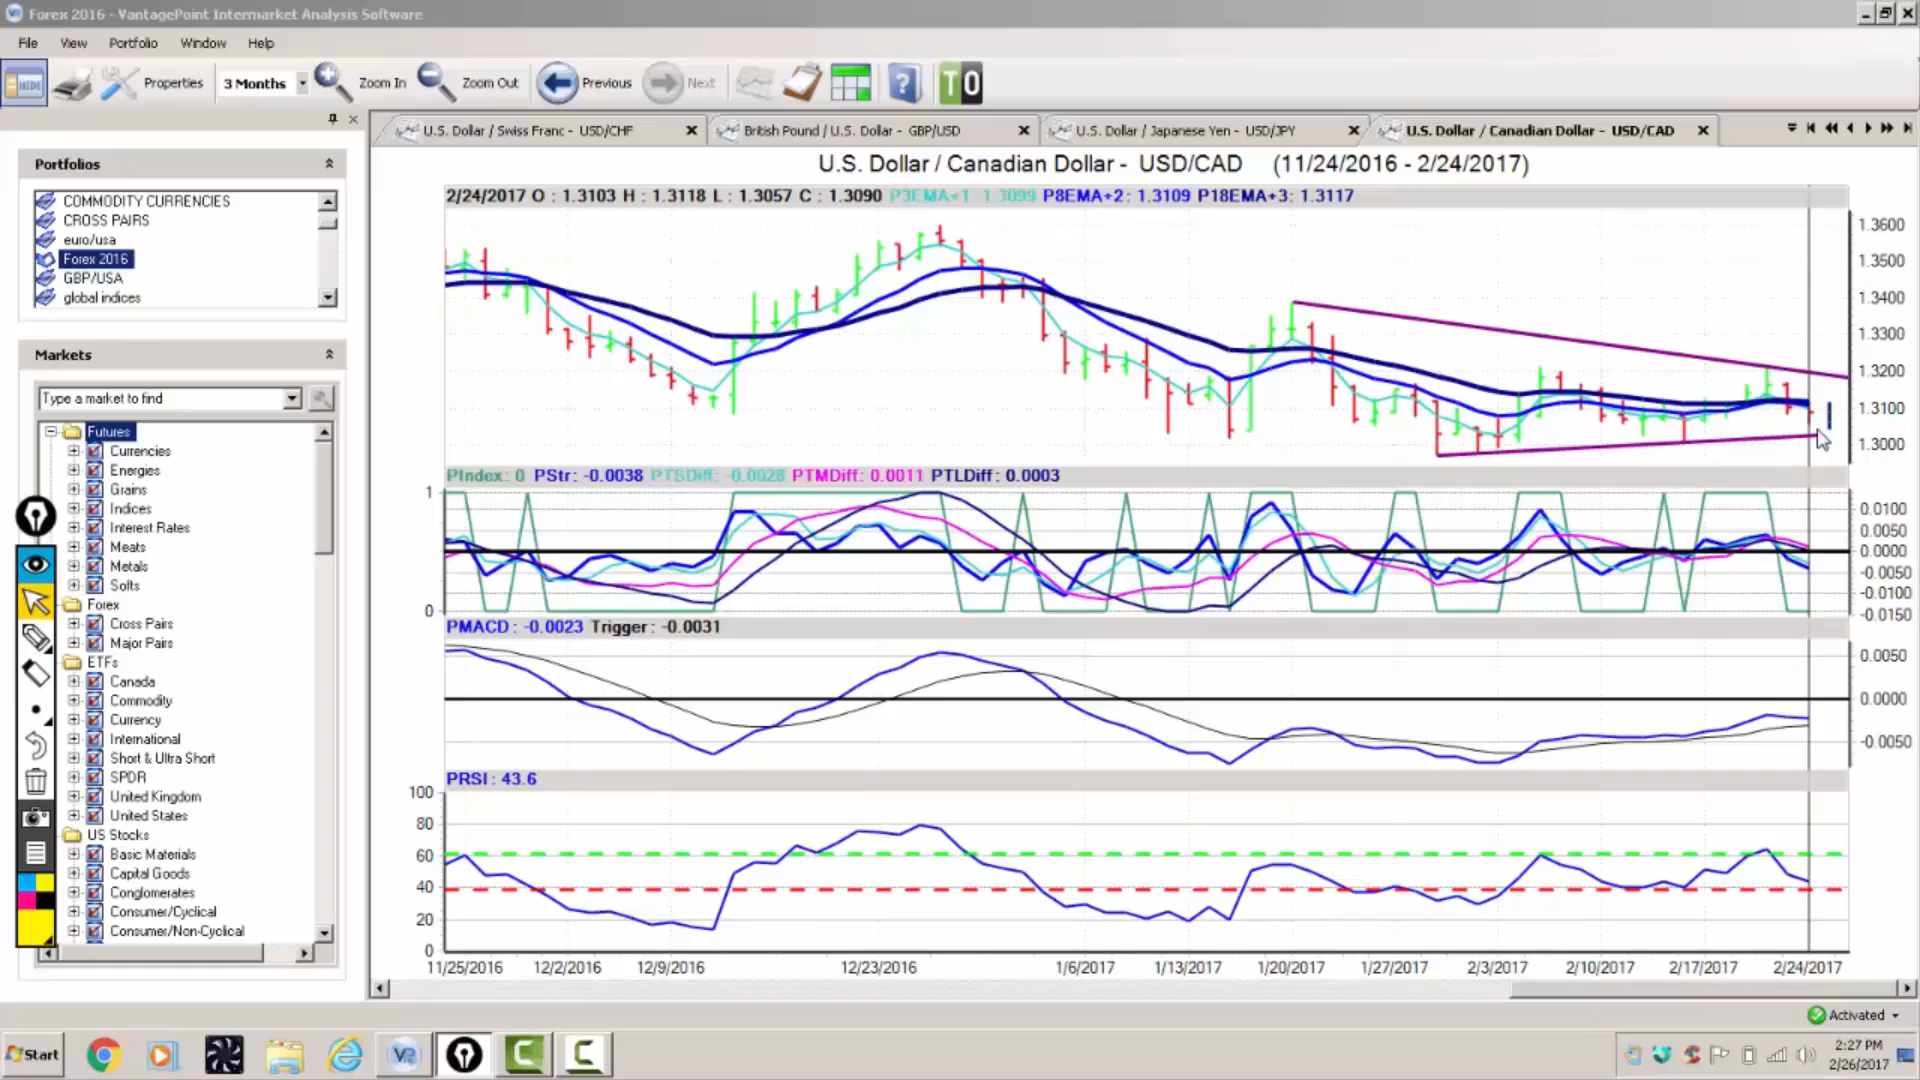 Forex 2016 - VantagePoint Intermarket Analysis Software
File View Portfolio Window Help
HIDE Properties 3 Months Zoom In Zoom Out Previous Next ? TO
U.S. Dollar / Swiss Franc - USD/CHF British Pound / U.S. Dollar - GBP/USD U.S. Dollar / Japanese Yen - USD/JPY U.S. Dollar / Canadian Dollar - USD/CAD
Portfolios
COMMODITY CURRENCIES
CROSS PAIRS
euro/usa
Forex 2016
GBP/USA
global indices
Markets
Type a market to find
Futures
Currencies
Energies
Grains
Indices
Interest Rates
Meats
Metals
Softs
Forex
Cross Pairs
Major Pairs
ETFs
Canada
Commodity
Currency
International
Short & Ultra Short
SPDR
United Kingdom
United States
US Stocks
Basic Materials
Capital Goods
Conglomerates
Consumer/Cyclical
Consumer/Non-Cyclical
U.S. Dollar / Canadian Dollar - USD/CAD (11/24/2016 - 2/24/2017)
2/24/2017 O : 1.3103 H : 1.3118 L : 1.3057 C : 1.3090 P3EMA+1 1.3099 P8EMA+2: 1.3109 P18EMA+3: 1.3117
1.3600
1.3500
1.3400
1.3300
1.3200
1.3100
1.3000
PIndex: 0 PStr: -0.0038 PTSDiff: -0.0028 PTMDiff: 0.0011 PTLDiff: 0.0003
1
0
0.0100
0.0050
0.0000
-0.0050
-0.0100
-0.0150
PMACD : -0.0023 Trigger : -0.0031
0.0050
0.0000
-0.0050
PRSI : 43.6
100
80
60
40
20
0
11/25/2016 12/2/2016 12/9/2016 12/23/2016 1/6/2017 1/13/2017 1/20/2017 1/27/2017 2/3/2017 2/10/2017 2/17/2017 2/24/2017
Activated
Start VP C C
2:27 PM
2/26/2017